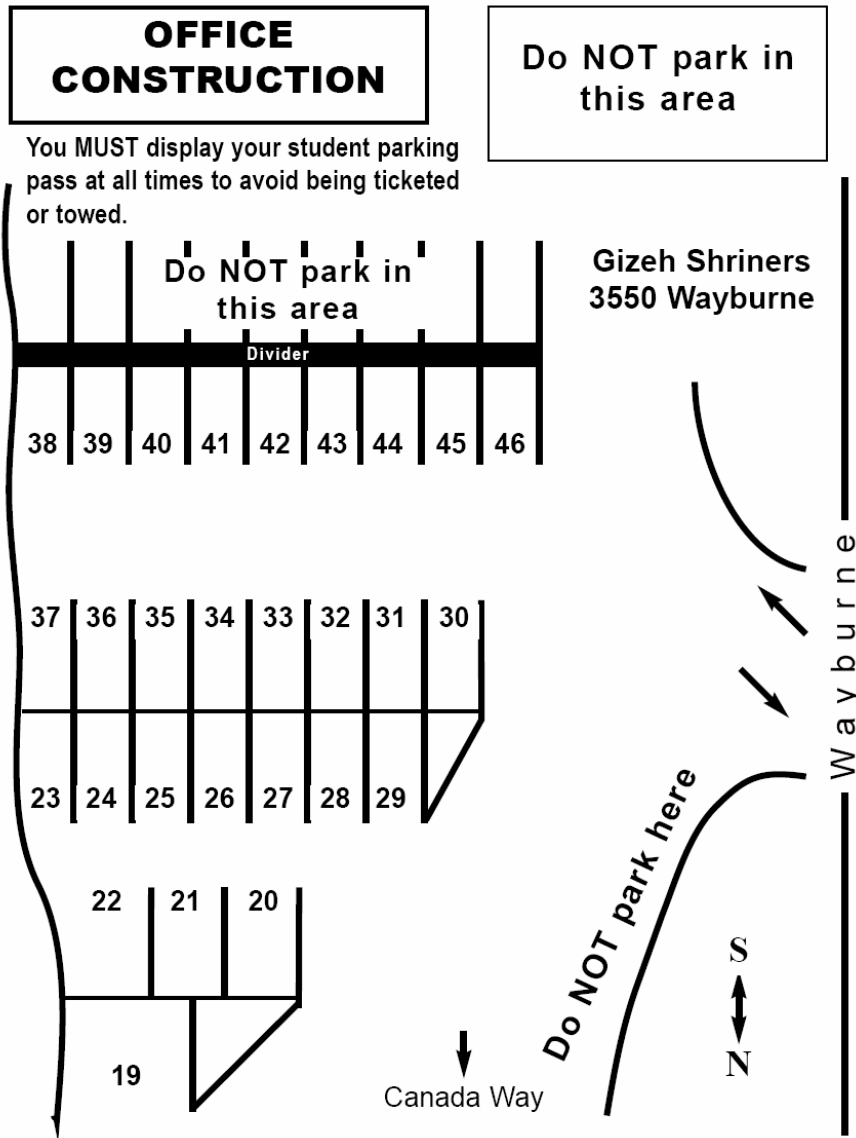 OFFICE
CONSTRUCTION
Do NOT park in
this area
You MUST display your student parking
pass at all times to avoid being ticketed
or towed.
Do NOT park in
this area
Gizeh Shriners
3550 Wayburne
Divider
38 39 40 41 42 43 44 45 46
Wayburne
37 36 35 34 33 32 31 30
23 24 25 26 27 28 29
Do NOT park here
22 21 20
S
N
19
Canada Way